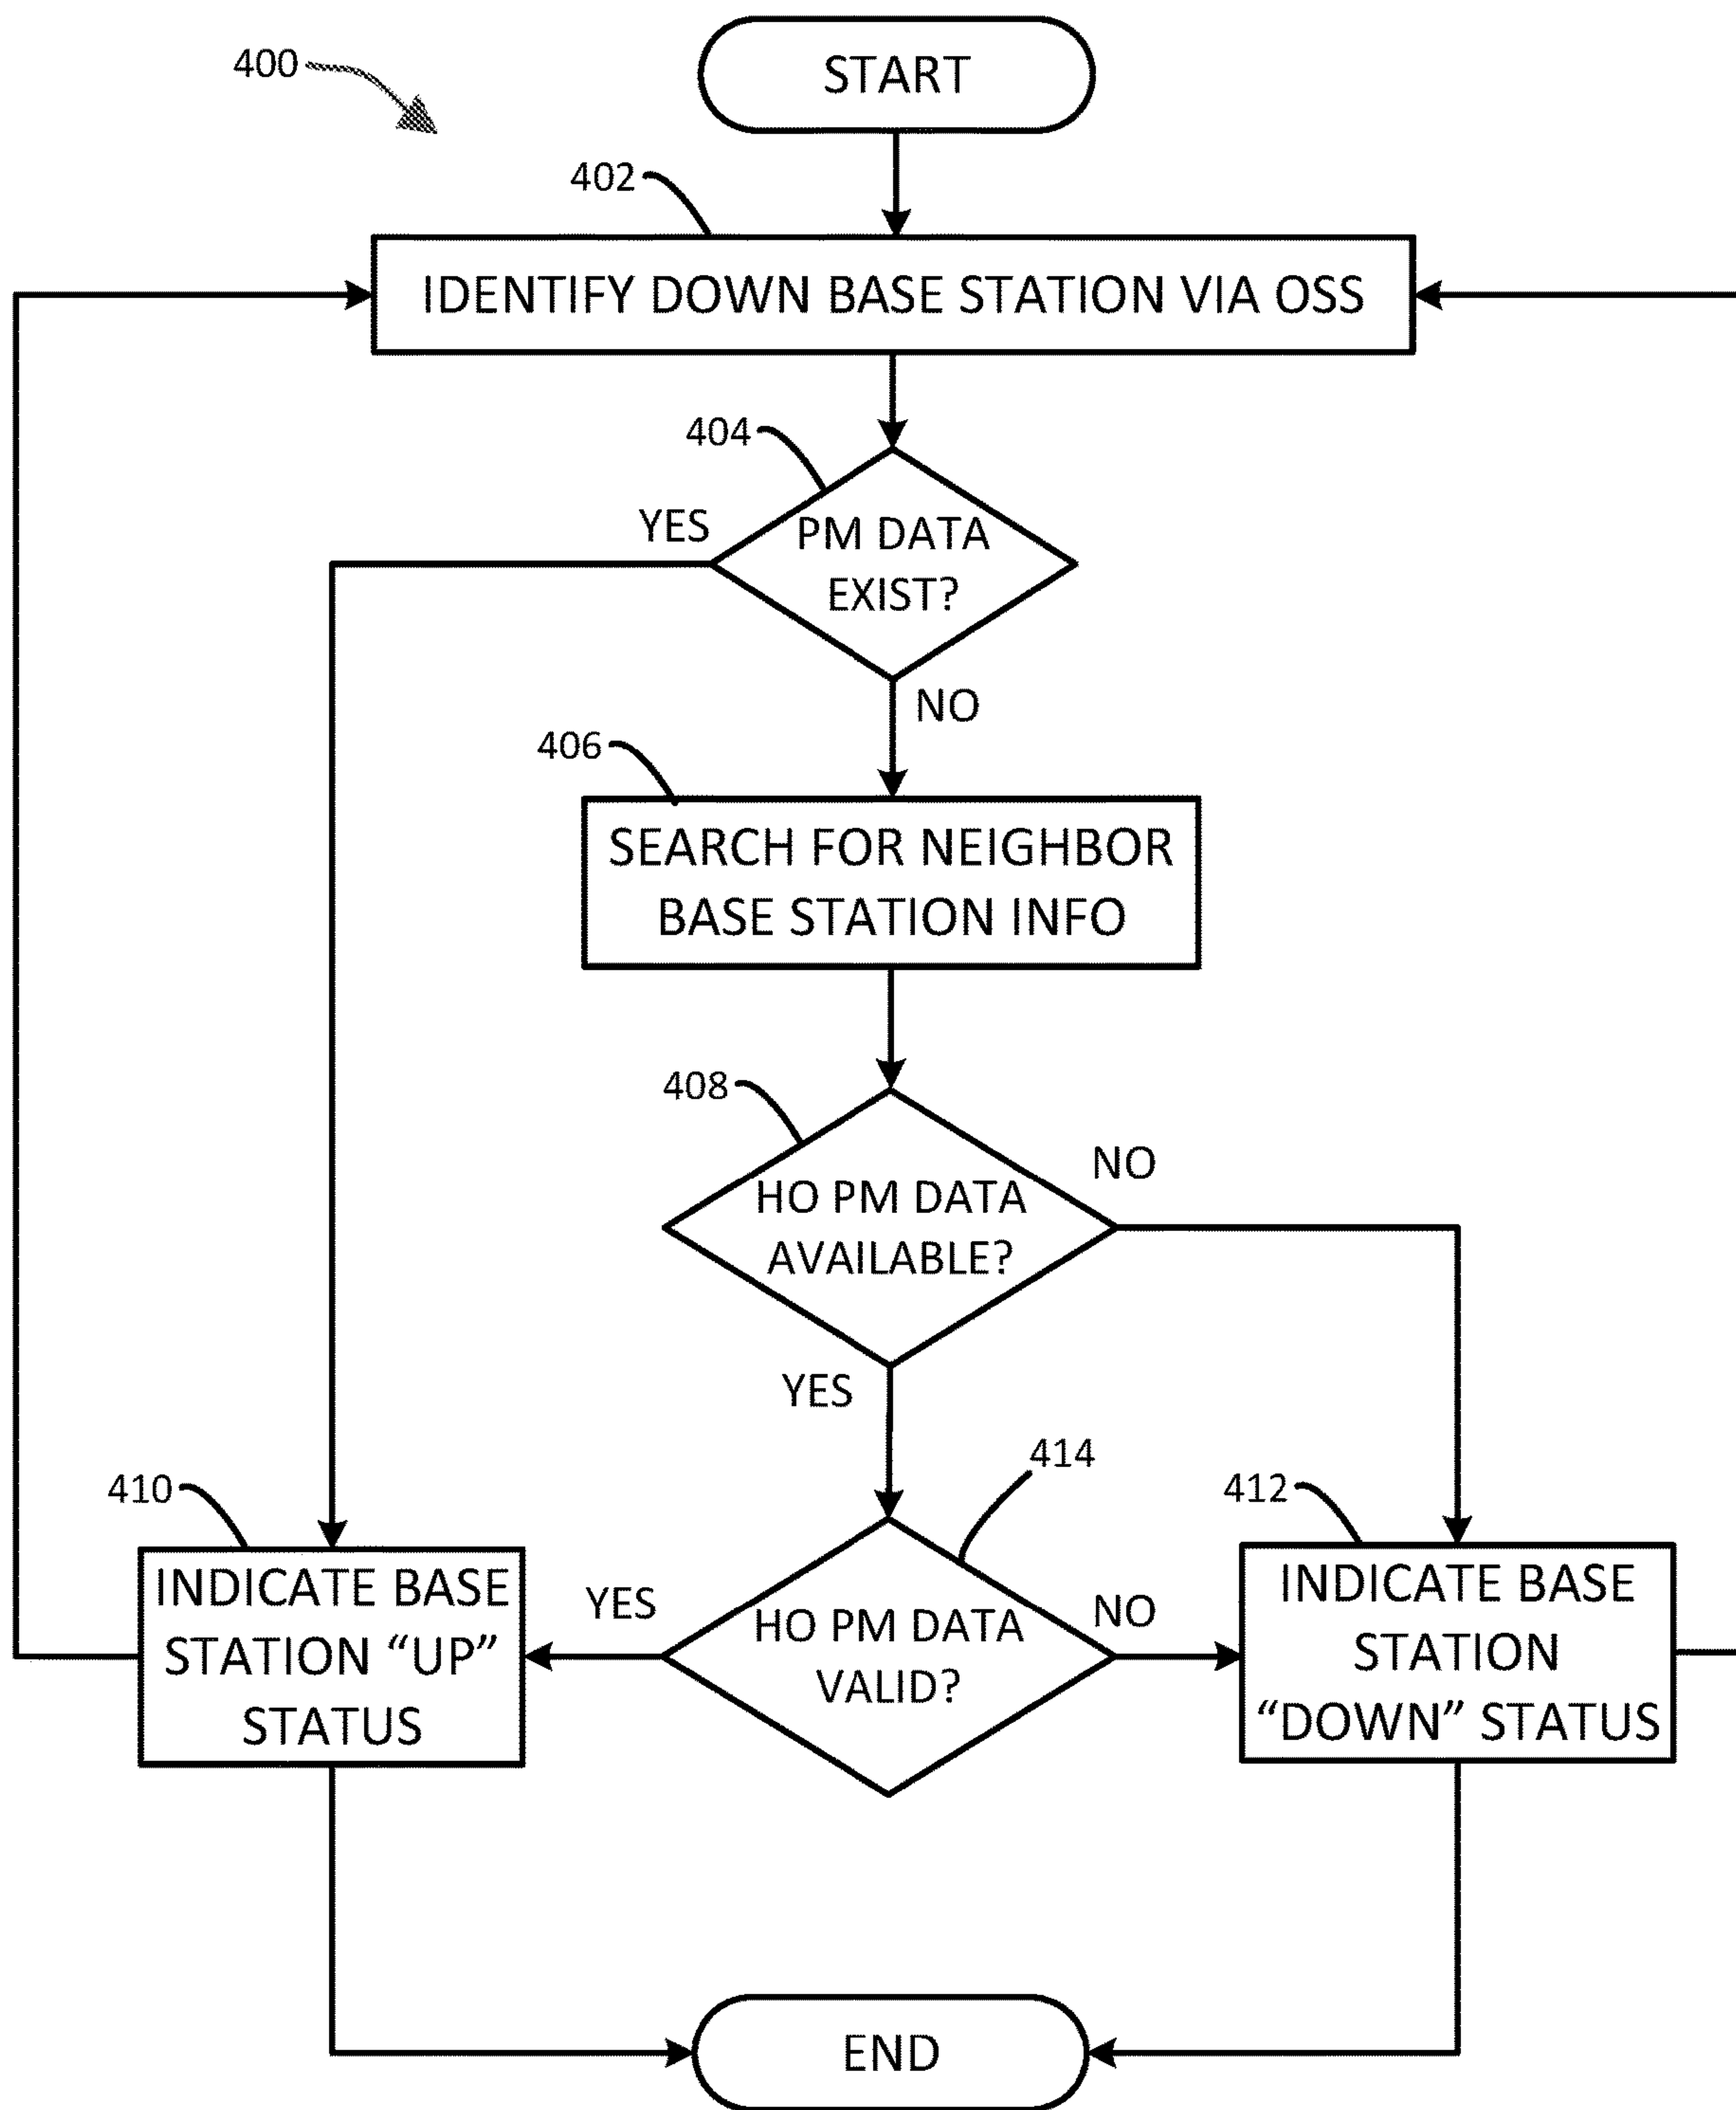 400
START
402
IDENTIFY DOWN BASE STATION VIA OSS
404
YES
PM DATA
EXIST?
NO
406
SEARCH FOR NEIGHBOR
BASE STATION INFO
408
NO
HO PM DATA
AVAILABLE?
YES
414
410
412
INDICATE BASE
STATION “UP”
STATUS
YES
HO PM DATA
VALID?
NO
INDICATE BASE
STATION
“DOWN” STATUS
END